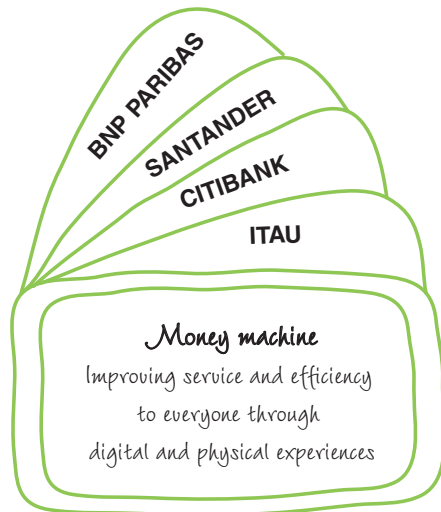 BNP PARIBAS
SANTANDER
CITIBANK
ITAU
Money machine
Improving service and efficiency
to everyone through
digital and physical experiences